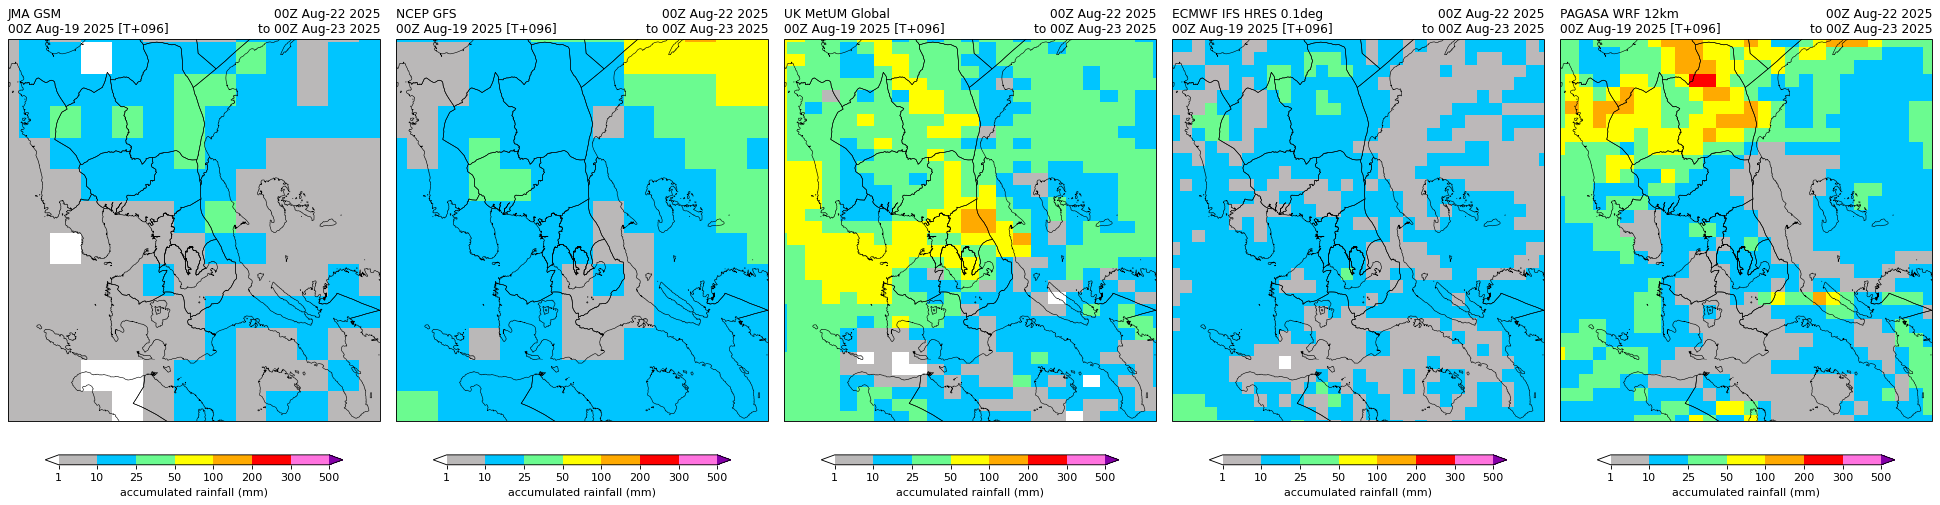 JMA GSM 00Z Aug-22 2025
00Z Aug-19 2025 [T+096] to 00Z Aug-23 2025
1 10 25 50 100 200 300 500
accumulated rainfall (mm)
NCEP GFS 00Z Aug-22 2025
00Z Aug-19 2025 [T+096] to 00Z Aug-23 2025
1 10 25 50 100 200 300 500
accumulated rainfall (mm)
UK MetUM Global 00Z Aug-22 2025
00Z Aug-19 2025 [T+096] to 00Z Aug-23 2025
1 10 25 50 100 200 300 500
accumulated rainfall (mm)
ECMWF IFS HRES 0.1deg 00Z Aug-22 2025
00Z Aug-19 2025 [T+096] to 00Z Aug-23 2025
1 10 25 50 100 200 300 500
accumulated rainfall (mm)
PAGASA WRF 12km 00Z Aug-22 2025
00Z Aug-19 2025 [T+096] to 00Z Aug-23 2025
1 10 25 50 100 200 300 500
accumulated rainfall (mm)